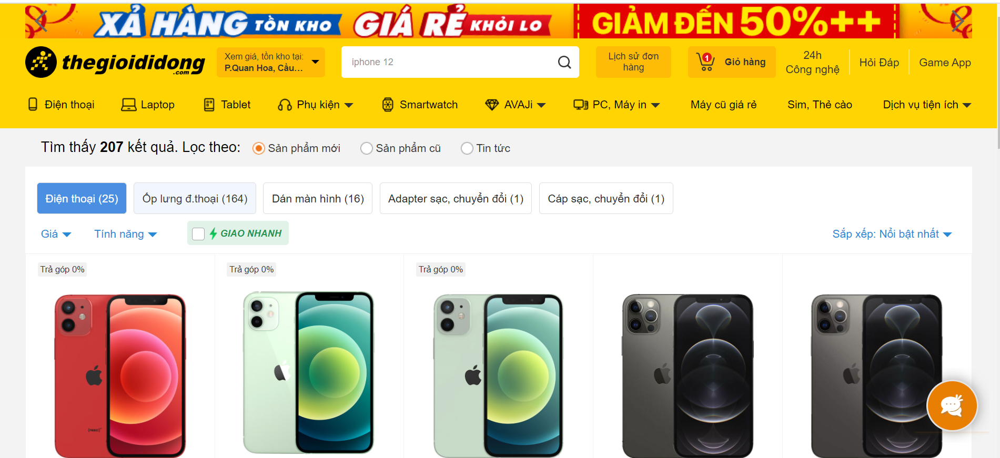 XẢ HÀNG TỒN KHO GIÁ RẺ KHỎI LO GIẢM ĐẾN 50%++
thegioididong
.com
Xem giá, tồn kho tại:
P.Quan Hoa, Cầu...
iphone 12
Lịch sử đơn
hàng
1
Giỏ hàng
24h
Công nghệ
Hỏi Đáp
Game App
Điện thoại
Laptop
Tablet
Phụ kiện
Smartwatch
AVAJi
PC, Máy in
Máy cũ giá rẻ
Sim, Thẻ cào
Dịch vụ tiện ích
Tìm thấy 207 kết quả. Lọc theo:
Sản phẩm mới
Sản phẩm cũ
Tin tức
Điện thoại (25)
Ốp lưng đ.thoại (164)
Dán màn hình (16)
Adapter sạc, chuyển đổi (1)
Cáp sạc, chuyển đổi (1)
Giá
Tính năng
GIAO NHANH
Sắp xếp: Nổi bật nhất
Trả góp 0%
Trả góp 0%
Trả góp 0%